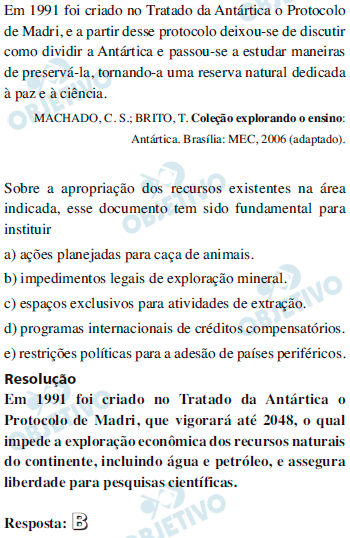 Em 1991 foi criado no Tratado da Antártica o Protocolo
de Madri, e a partir desse protocolo deixou-se de discutir
como dividir a Antártica e passou-se a estudar maneiras
de preservá-la, tornando-a uma reserva natural dedicada
à paz e à ciência.
MACHADO, C. S.; BRITO, T. Coleção explorando o ensino:
Antártica. Brasília: MEC, 2006 (adaptado).
Sobre a apropriação dos recursos existentes na área
indicada, esse documento tem sido fundamental para
instituir
a) ações planejadas para caça de animais.
b) impedimentos legais de exploração mineral.
c) espaços exclusivos para atividades de extração.
d) programas internacionais de créditos compensatórios.
e) restrições políticas para a adesão de países periféricos.
Resolução
Em 1991 foi criado no Tratado da Antártica o
Protocolo de Madri, que vigorará até 2048, o qual
impede a exploração econômica dos recursos naturais
do continente, incluindo água e petróleo, e assegura
liberdade para pesquisas científicas.
Resposta: B
OBJETIVO
OBJETIVO
OBJETIVO
OBJETIVO
OBJETIVO
OBJETIVO